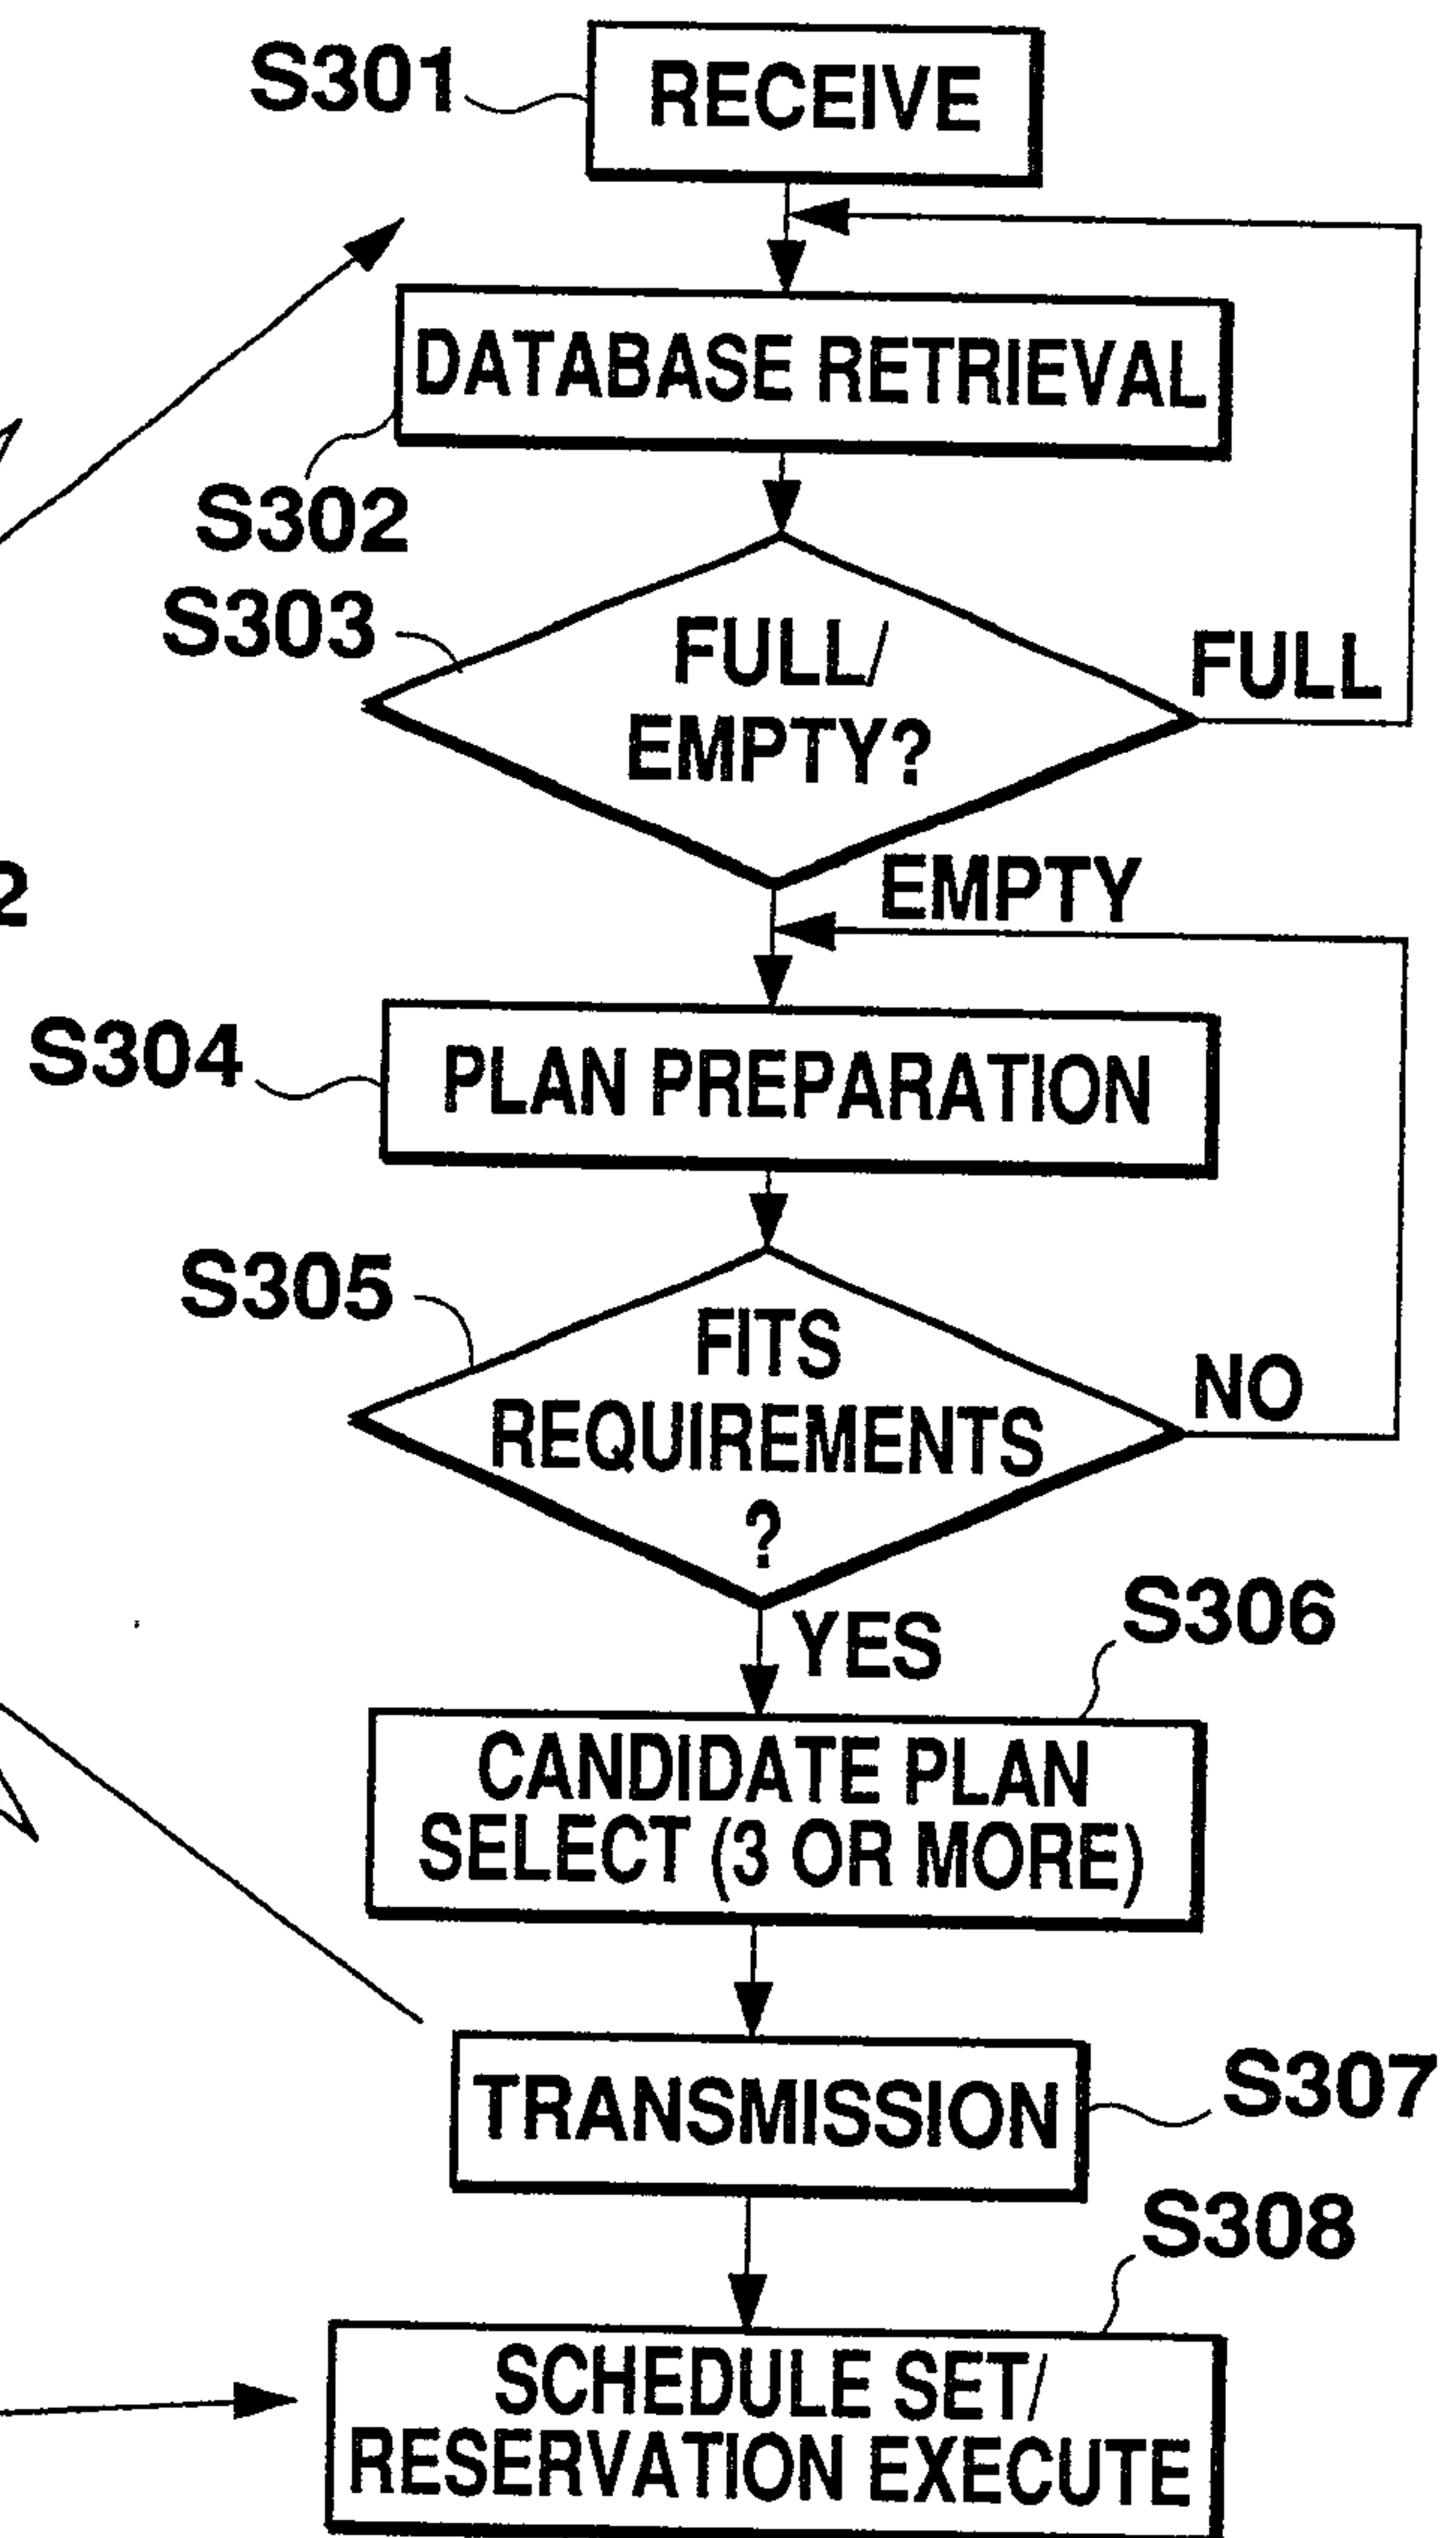 S301
RECEIVE
DATABASE RETRIEVAL
S302
S303
FULL/
EMPTY?
FULL
EMPTY
2
S304
PLAN PREPARATION
S305
FITS
REQUIREMENTS
?
NO
YES
S306
CANDIDATE PLAN
SELECT (3 OR MORE)
TRANSMISSION
S307
S308
SCHEDULE SET/
RESERVATION EXECUTE